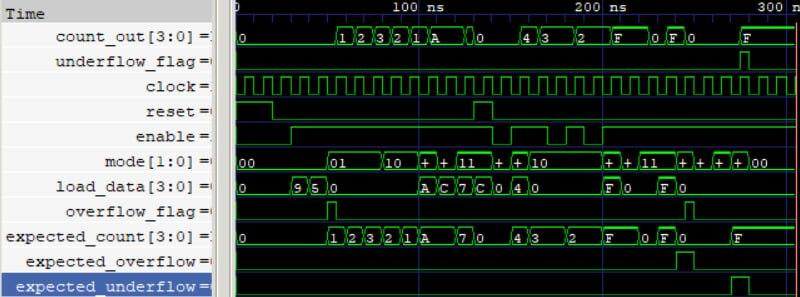 Time
0 100 ns 200 ns 300 n
count_out[3:0]= 0 1 2 3 2 1 A 0 4 3 2 F 0 F 0 F
underflow_flag=
clock=
reset=
enable=
mode[1:0]= 00 01 10 + + 11 + + 10 + + 11 + + + + 00
load_data[3:0]= 0 9 5 0 A C 7 C 0 4 0 F 0 F 0
overflow_flag=
expected_count[3:0]= 0 1 2 3 2 1 A 7 0 4 3 2 F 0 F 0 F
expected_overflow=
expected_underflow=